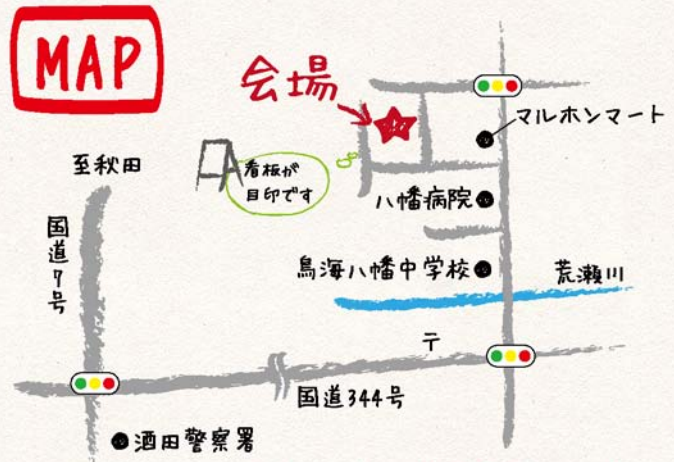 MAP
会場
マルホンマート
至秋田
看板が
目印です
八幡病院
国道7号
鳥海八幡中学校
荒瀬川
〒
国道344号
酒田警察署